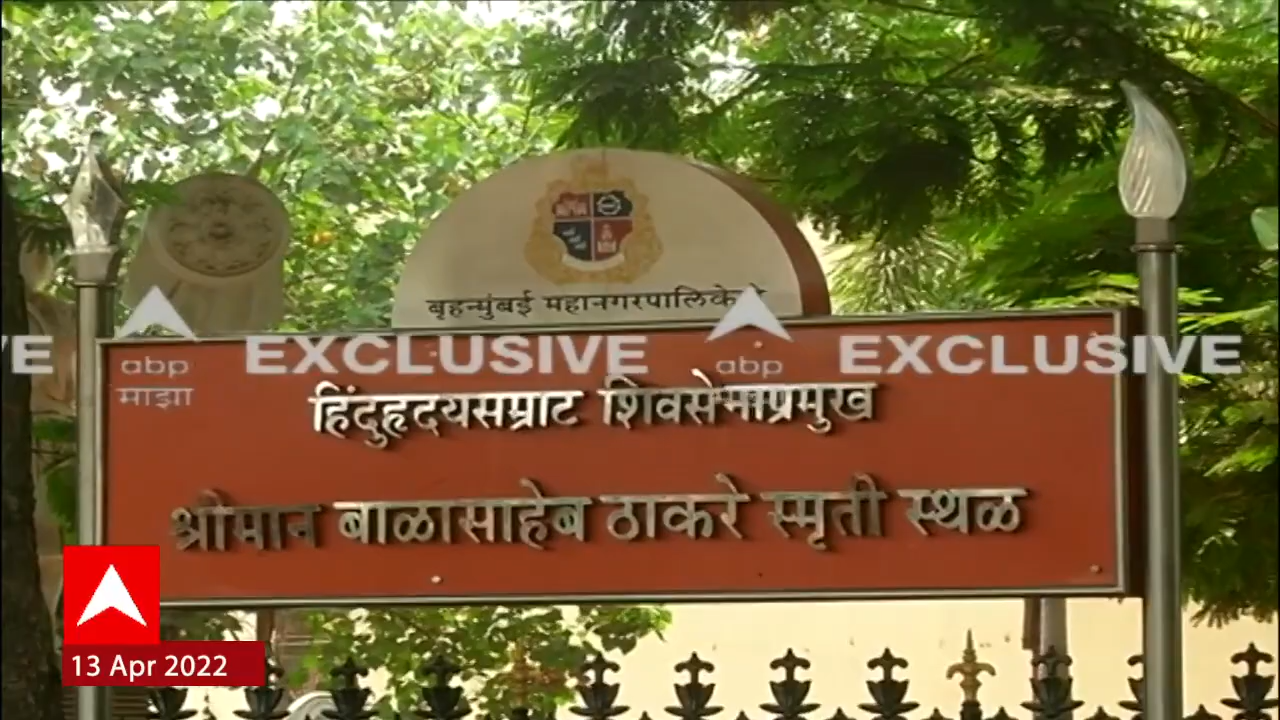 बृहन्मुंबई महानगरपालिका
abp माझा EXCLUSIVE abp EXCLUSIVE
हिंदुहृदयसम्राट शिवसेनाप्रमुख
श्रीमान बाळासाहेब ठाकरे स्मृती स्थळ
13 Apr 2022